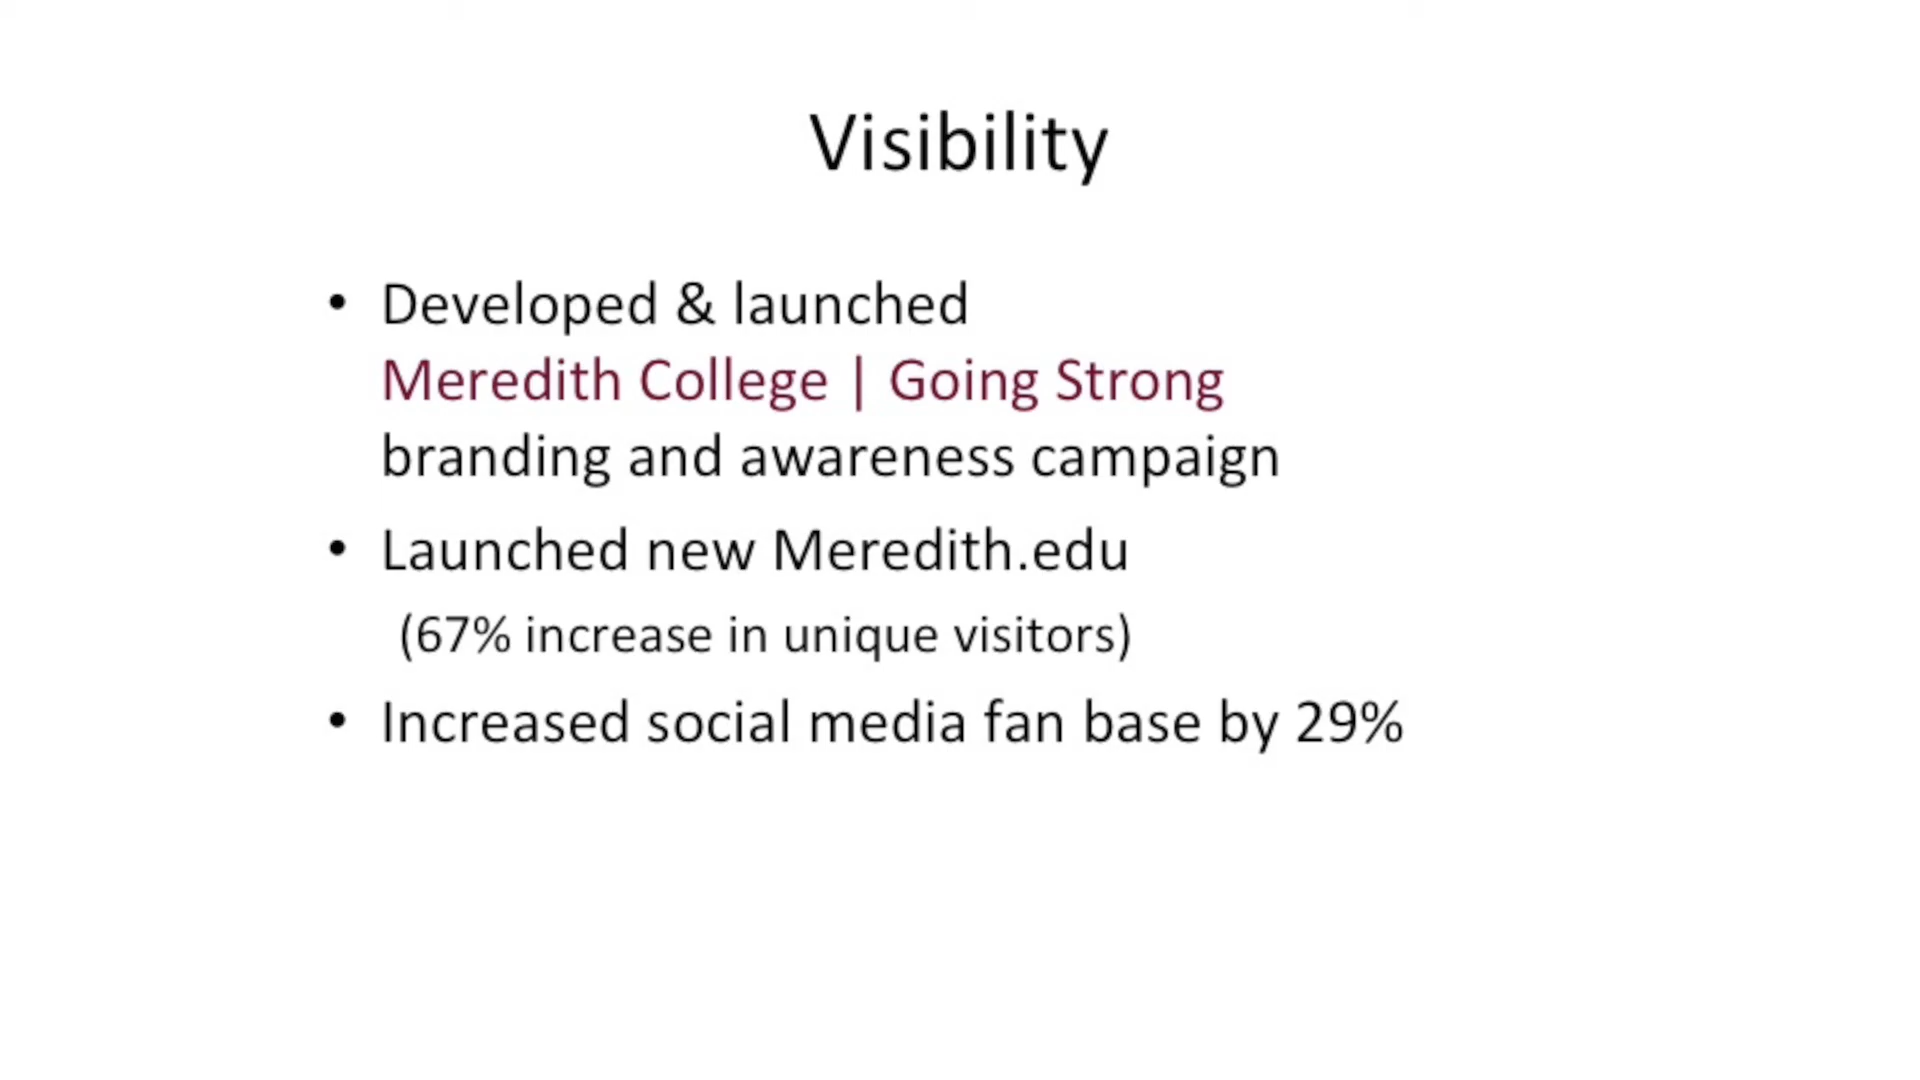 Visibility
• Developed & launched
Meredith College | Going Strong
branding and awareness campaign
• Launched new Meredith.edu
(67% increase in unique visitors)
• Increased social media fan base by 29%